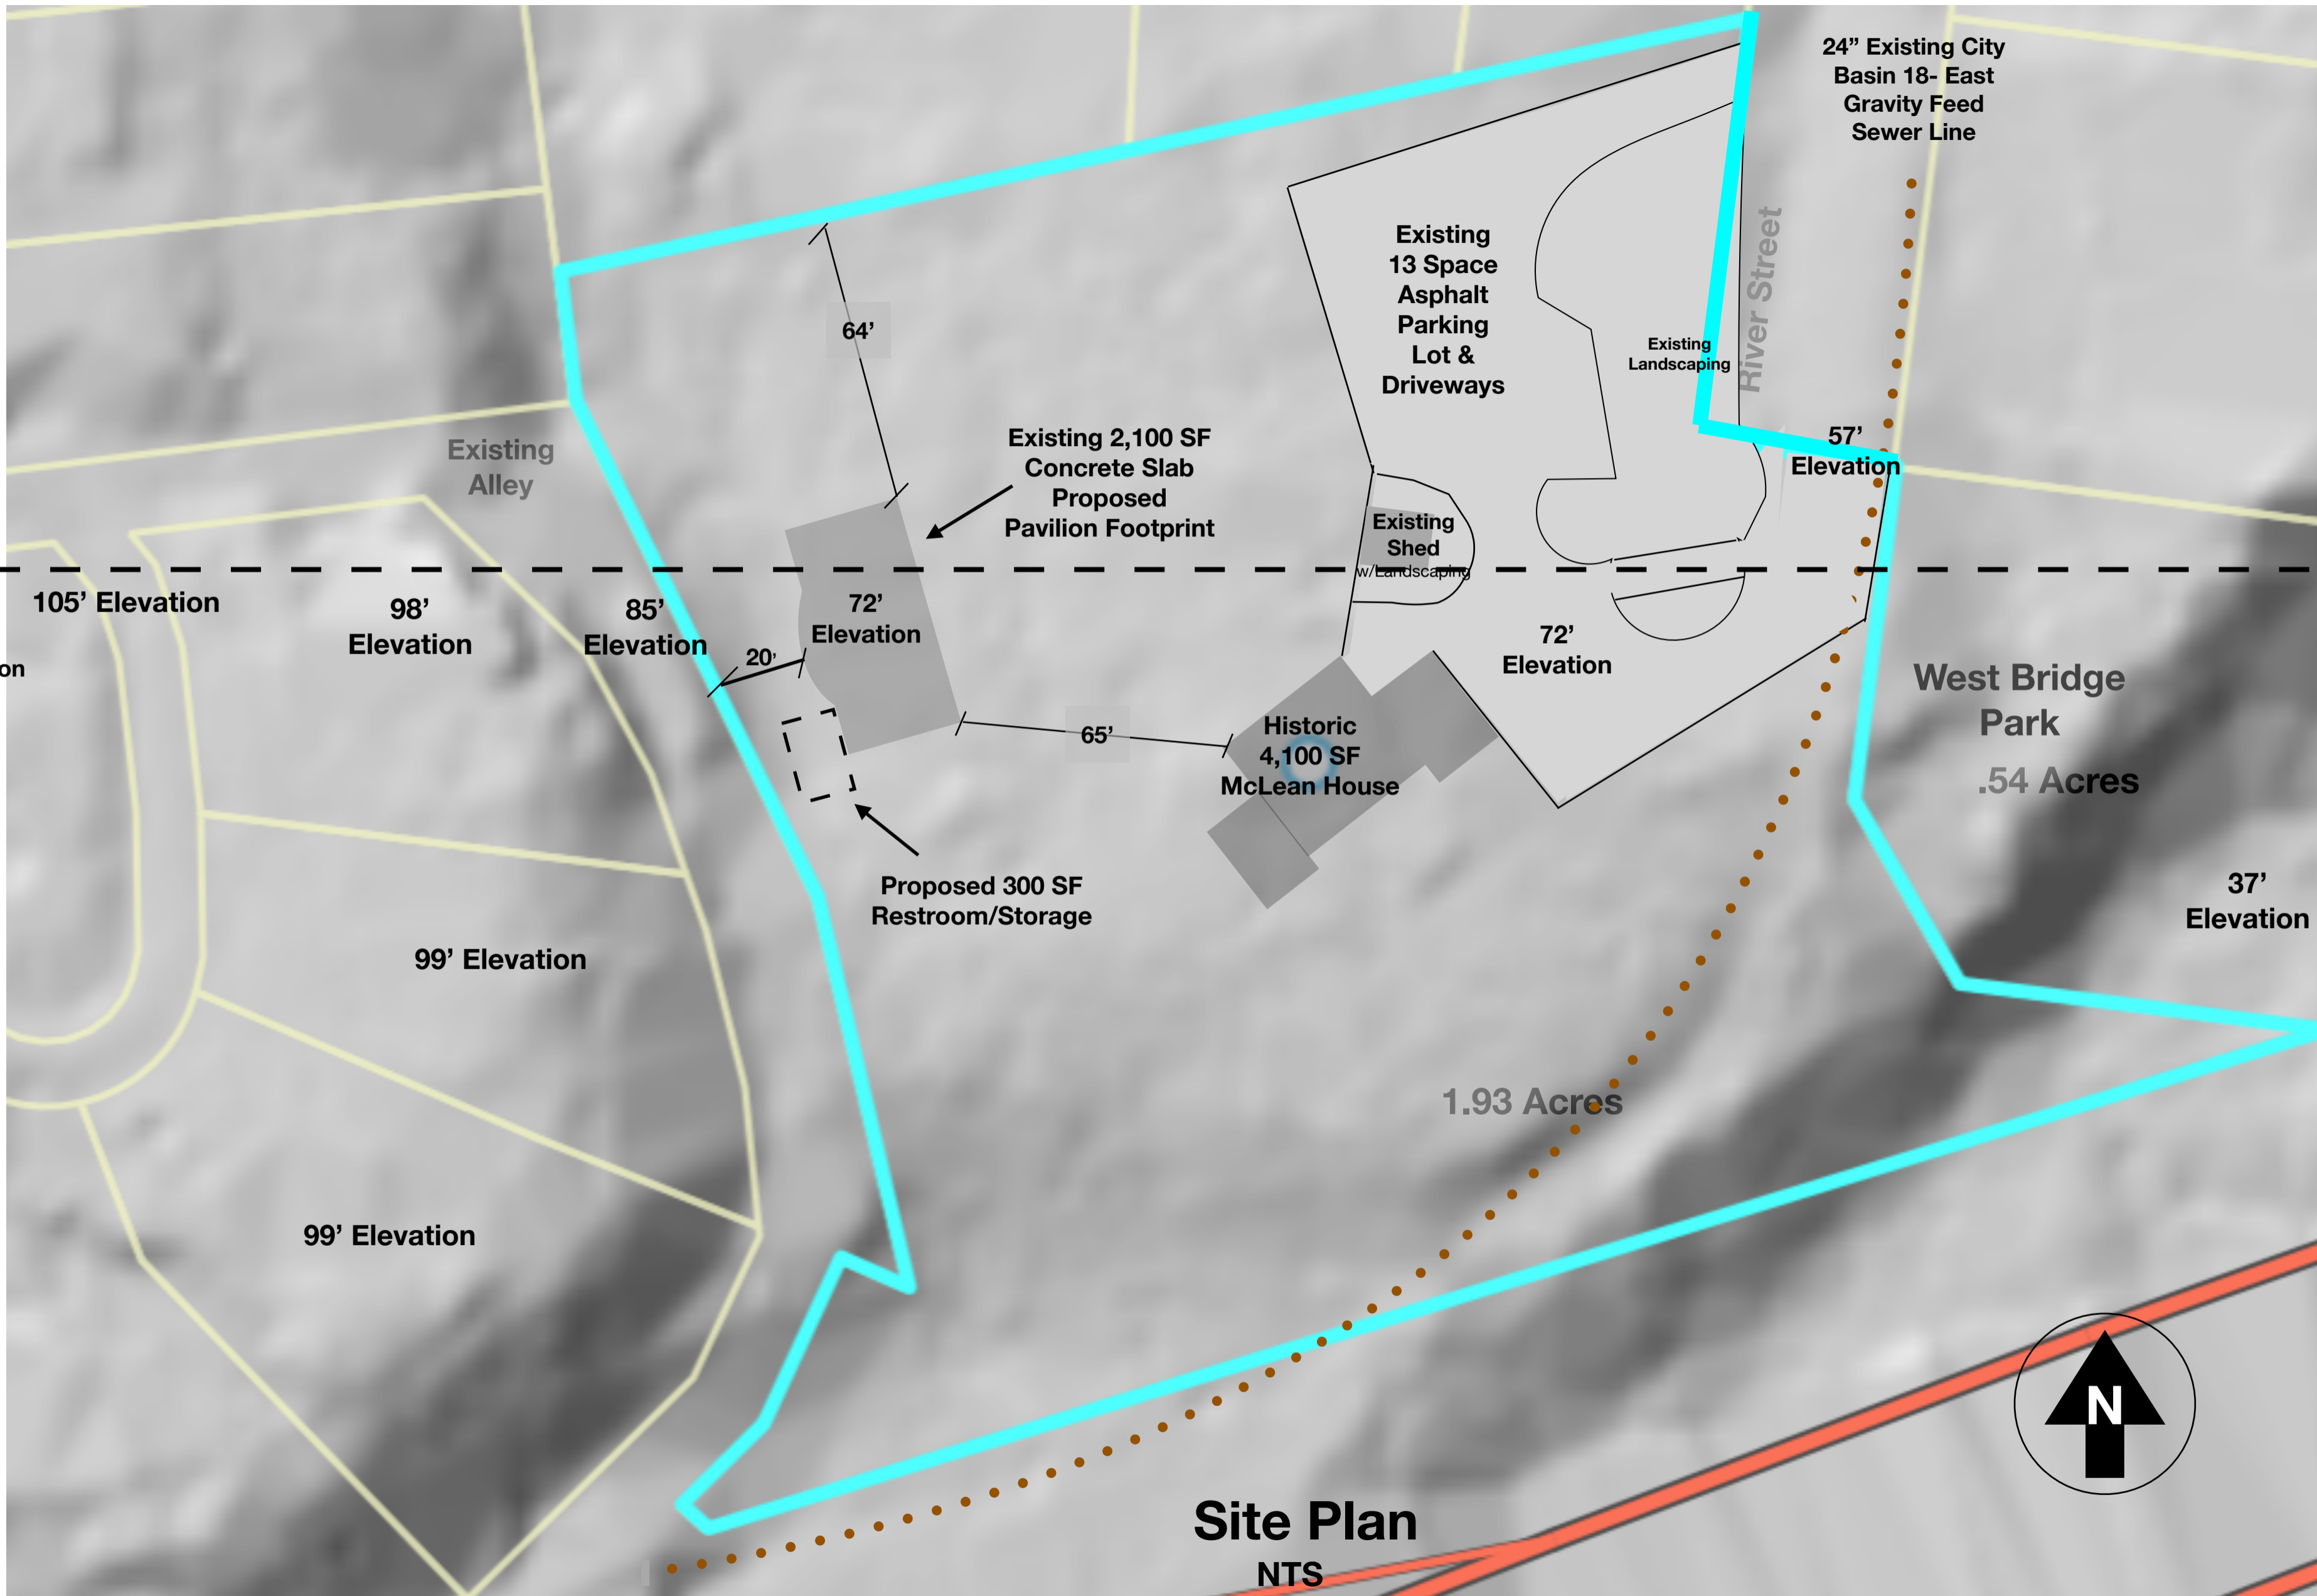 24” Existing City
Basin 18- East
Gravity Feed
Sewer Line
Existing
13 Space
Asphalt
Parking
Lot &
Driveways
River Street
64’
Existing
Landscaping
Existing
Alley
Existing 2,100 SF
Concrete Slab
Proposed
Pavilion Footprint
57’
Elevation
Existing
Shed
w/Landscaping
105’ Elevation
98’
Elevation
85’
Elevation
72’
Elevation
20’
72’
Elevation
on
West Bridge
Park
.54 Acres
65’
Historic
4,100 SF
McLean House
Proposed 300 SF
Restroom/Storage
37’
Elevation
99’ Elevation
1.93 Acres
99’ Elevation
N
Site Plan
NTS